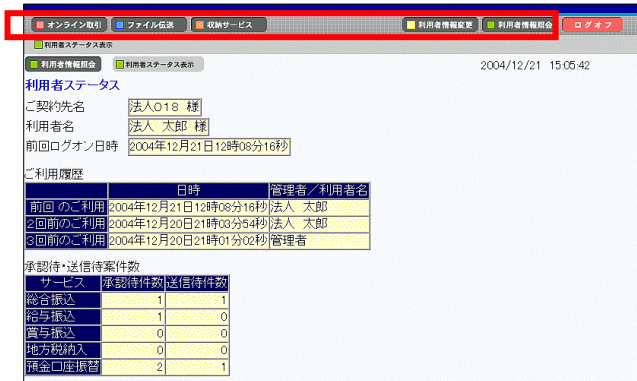 オンライン取引 ファイル伝送 収納サービス 利用者情報変更 利用者情報照会 ログオフ
利用者ステータス表示
利用者情報照会 利用者ステータス表示 2004/12/21 15:05:42
利用者ステータス
ご契約先名 法人018 様
利用者名 法人 太郎 様
前回ログオン日時 2004年12月21日12時08分16秒
ご利用履歴
日時 管理者／利用者名
前回 のご利用 2004年12月21日12時08分16秒 法人 太郎
2回前のご利用 2004年12月20日21時03分54秒 法人 太郎
3回前のご利用 2004年12月20日21時01分02秒 管理者
承認待・送信待案件数
サービス 承認待件数 送信待件数
総合振込 1 1
給与振込 1 0
賞与振込 0 0
地方税納入 0 0
預金口座振替 2 1